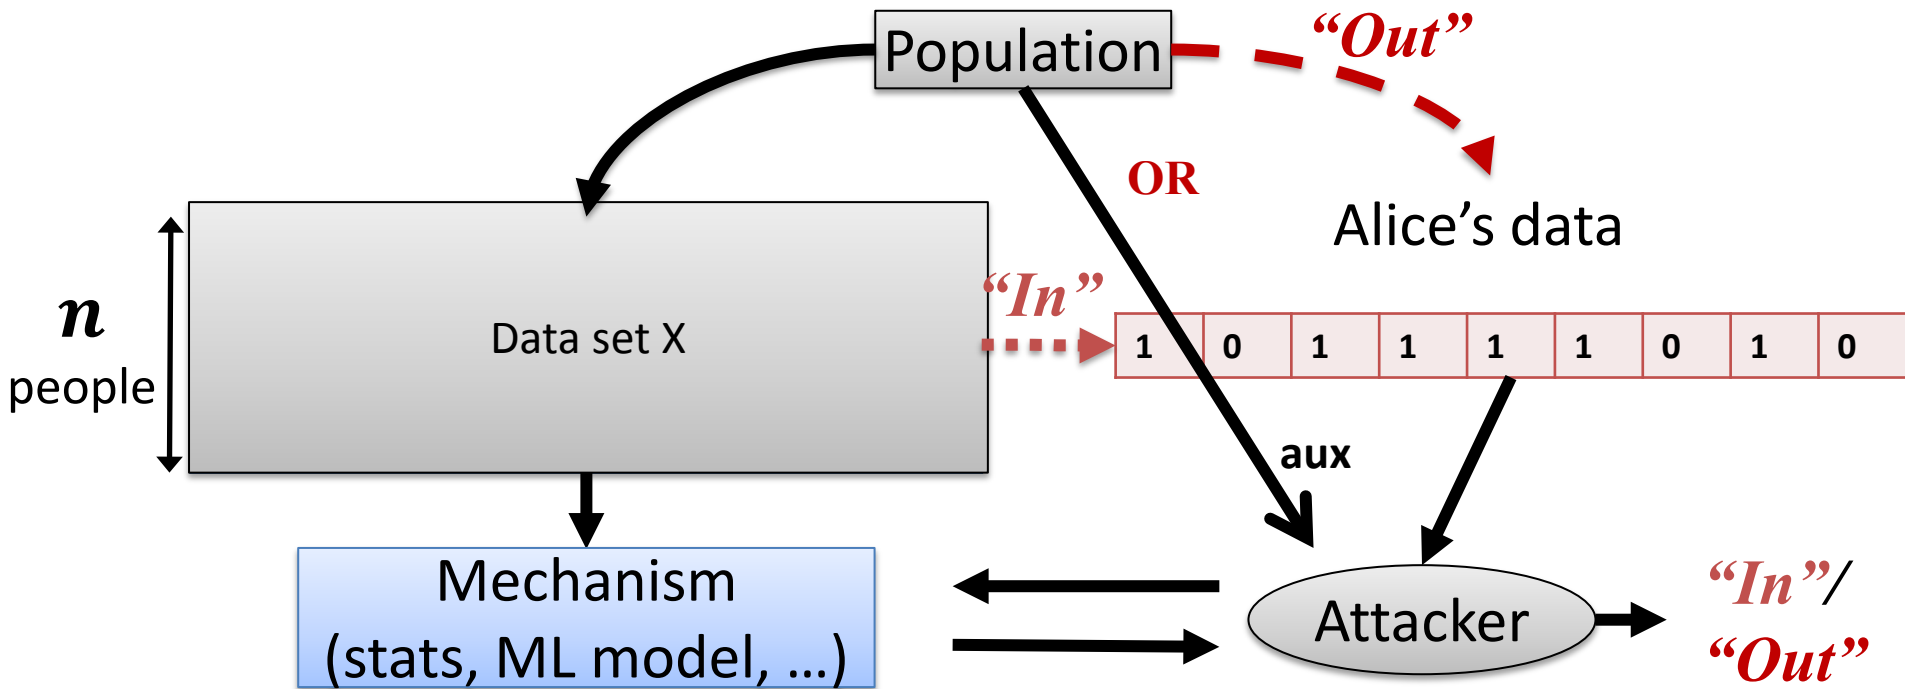 Population
“Out”
OR
Alice’s data
n
people
Data set X
“In”
1 0 1 1 1 1 0 1 0
aux
Mechanism
(stats, ML model, …)
Attacker
“In”/
“Out”